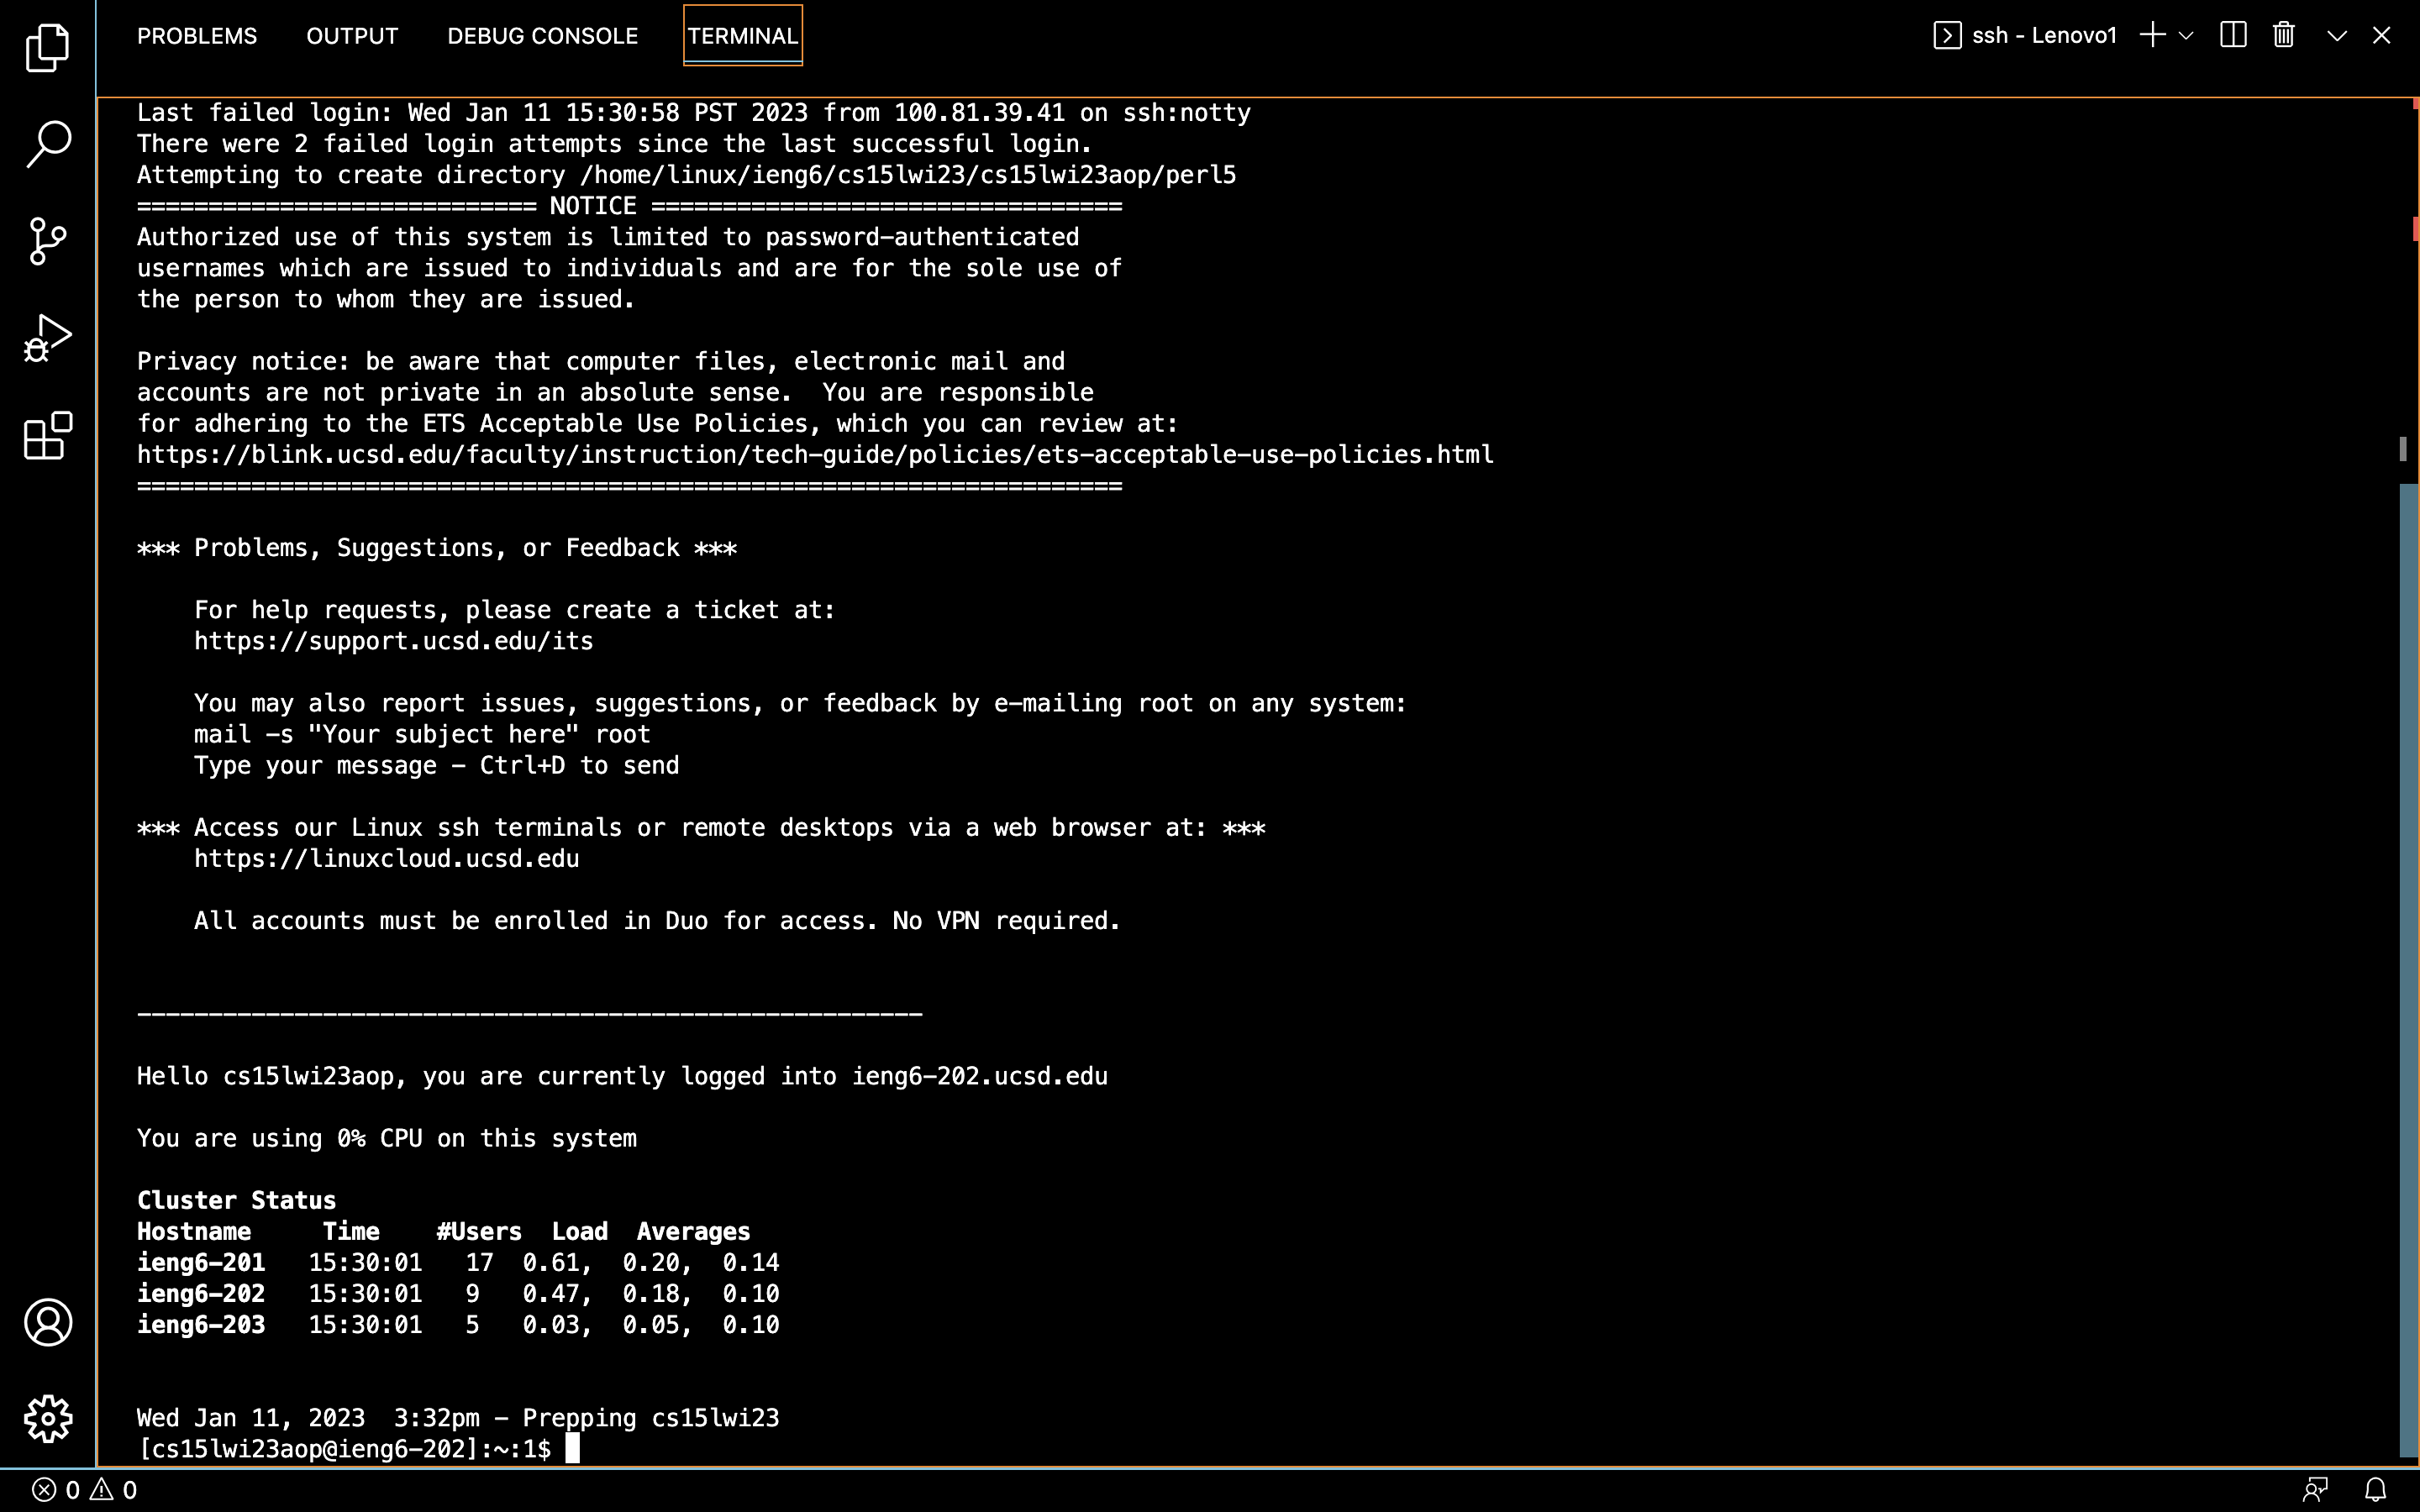 PROBLEMS OUTPUT DEBUG CONSOLE TERMINAL ssh - Lenovo1
Last failed login: Wed Jan 11 15:30:58 PST 2023 from 100.81.39.41 on ssh:notty
There were 2 failed login attempts since the last successful login.
Attempting to create directory /home/linux/ieng6/cs15lwi23/cs15lwi23aop/perl5
============================ NOTICE =================================
Authorized use of this system is limited to password-authenticated
usernames which are issued to individuals and are for the sole use of
the person to whom they are issued.
Privacy notice: be aware that computer files, electronic mail and
accounts are not private in an absolute sense.  You are responsible
for adhering to the ETS Acceptable Use Policies, which you can review at:
https://blink.ucsd.edu/faculty/instruction/tech-guide/policies/ets-acceptable-use-policies.html
=====================================================================
*** Problems, Suggestions, or Feedback ***
    For help requests, please create a ticket at:
    https://support.ucsd.edu/its
    You may also report issues, suggestions, or feedback by e-mailing root on any system:
    mail -s "Your subject here" root
    Type your message - Ctrl+D to send
*** Access our Linux ssh terminals or remote desktops via a web browser at: ***
    https://linuxcloud.ucsd.edu
    All accounts must be enrolled in Duo for access. No VPN required.
-------------------------------------------------------
Hello cs15lwi23aop, you are currently logged into ieng6-202.ucsd.edu
You are using 0% CPU on this system
Cluster Status
Hostname     Time    #Users  Load  Averages
ieng6-201   15:30:01   17  0.61,  0.20,  0.14
ieng6-202   15:30:01   9   0.47,  0.18,  0.10
ieng6-203   15:30:01   5   0.03,  0.05,  0.10
Wed Jan 11, 2023  3:32pm - Prepping cs15lwi23
[cs15lwi23aop@ieng6-202]:~:1$
0 0